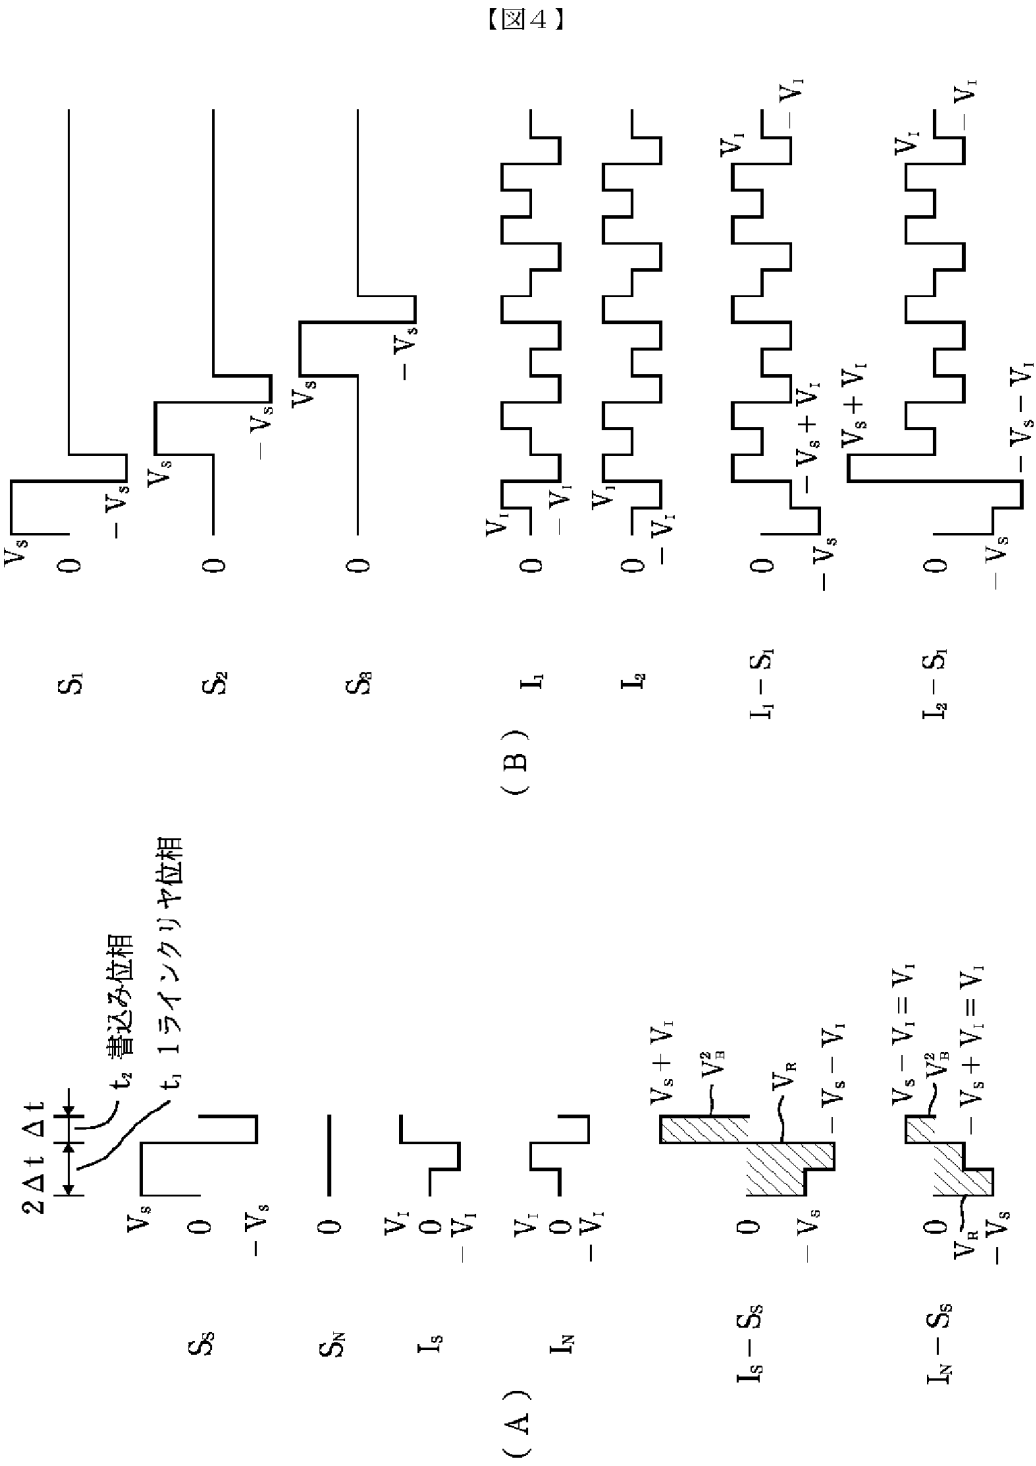 【図４】
(A)
2Δt Δt
t₂ 書込み位相
t₁ 1ラインクリヤ位相
S_S
V_S
0
−V_S
S_N
0
I_S
V_I
0
−V_I
I_N
V_I
0
−V_I
I_S−S_S
0
−V_S
V_S+V_I
V_B²
V_R
−V_S−V_I
I_N−S_S
0
V_R
−V_S
V_S−V_I=V_I
V_B²
−V_S+V_I=V_I
(B)
S₁
0
V_S
−V_S
S₂
0
V_S
−V_S
S₃
0
V_S
−V_S
I₁
0
V_I
−V_I
I₂
0
V_I
−V_I
I₁−S₁
0
−V_S
−V_S+V_I
V_I
−V_I
I₂−S₁
0
−V_S
V_S+V_I
−V_S−V_I
V_I
−V_I